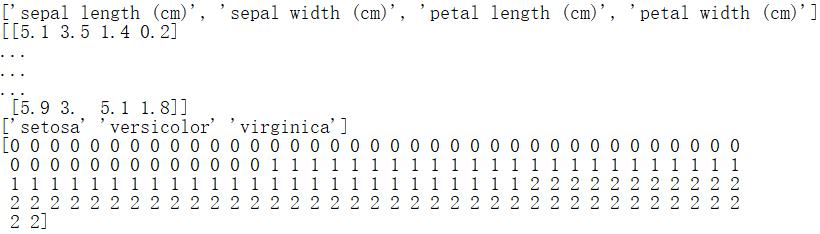 ['sepal length (cm)', 'sepal width (cm)', 'petal length (cm)', 'petal width (cm)']
[[5.1 3.5 1.4 0.2]
...
...
...
[5.9 3.  5.1 1.8]]
['setosa' 'versicolor' 'virginica']
[0 0 0 0 0 0 0 0 0 0 0 0 0 0 0 0 0 0 0 0 0 0 0 0 0 0 0 0 0 0 0 0 0 0 0 0 0
0 0 0 0 0 0 0 0 0 0 0 0 0 1 1 1 1 1 1 1 1 1 1 1 1 1 1 1 1 1 1 1 1 1 1 1 1
1 1 1 1 1 1 1 1 1 1 1 1 1 1 1 1 1 1 1 1 1 1 1 1 1 1 2 2 2 2 2 2 2 2 2 2 2
2 2 2 2 2 2 2 2 2 2 2 2 2 2 2 2 2 2 2 2 2 2 2 2 2 2 2 2 2 2 2 2 2 2 2 2 2
2 2]